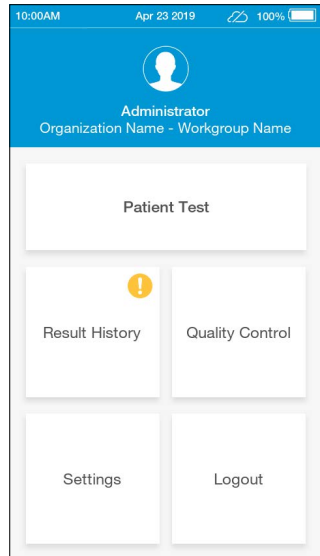 10:00AM Apr 23 2019 100%
Administrator
Organization Name - Workgroup Name
Patient Test
Result History Quality Control
Settings Logout